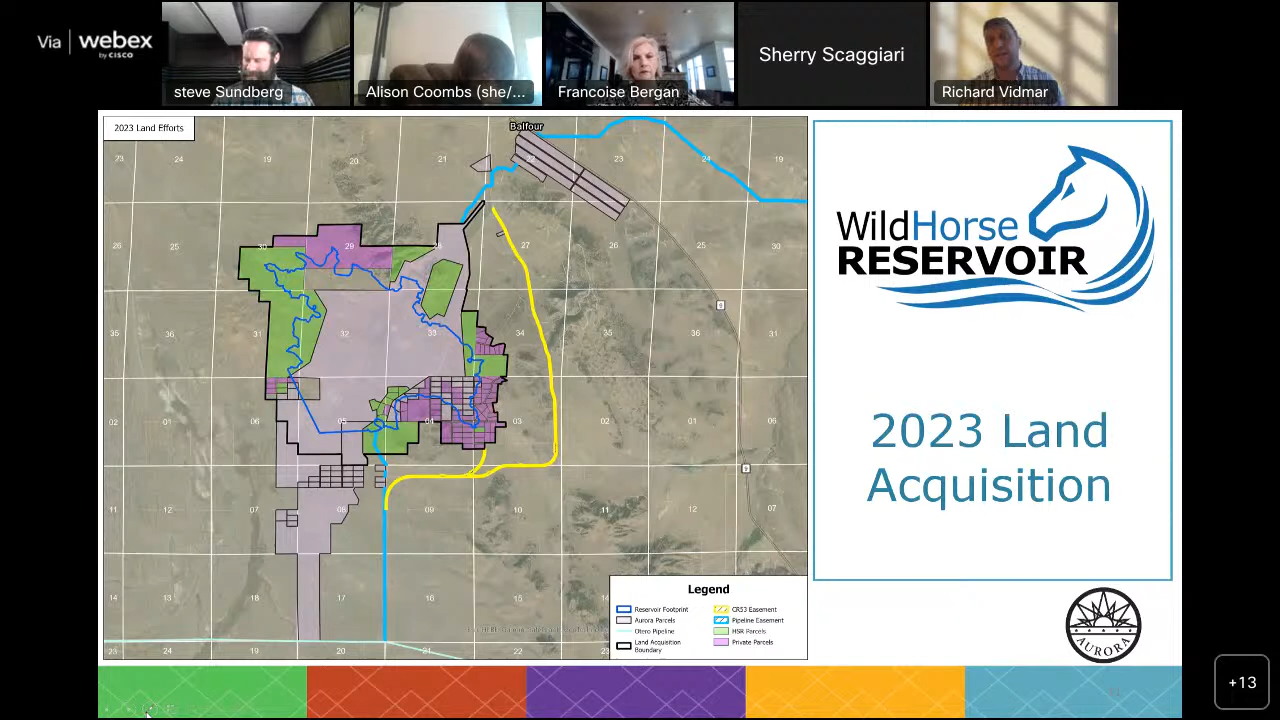 Via webex
by CISCO
steve Sundberg
Alison Coombs (she/...
Francoise Bergan
Sherry Scaggiari
Richard Vidmar
2023 Land Efforts
Balfour
23 24 19 20 21 22 23 24 19
26 25 30 29 28 27 26 25 30
35 36 31 32 33 34 35 36 31
02 01 06 05 04 03 02 01 06
11 12 07 08 09 10 11 12 07
14 13 18 17 16 15
23 24 19 20 21 22
9
9
Legend
Reservoir Footprint
Aurora Parcels
Otero Pipeline
Land Acquisition
Boundary
CR53 Easement
Pipeline Easement
HSR Parcels
Private Parcels
WildHorse
RESERVOIR
2023 Land
Acquisition
AURORA
+13